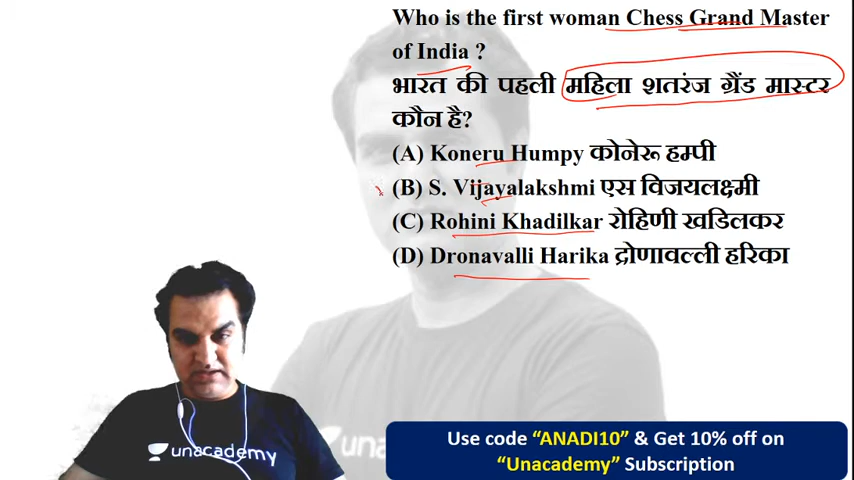 Who is the first woman Chess Grand Master
of India ?
भारत की पहली महिला शतरंज ग्रैंड मास्टर
कौन है?
(A) Koneru Humpy कोनेरू हम्पी
(B) S. Vijayalakshmi एस विजयलक्ष्मी
(C) Rohini Khadilkar रोहिणी खडिलकर
(D) Dronavalli Harika द्रोणावल्ली हरिका
unacademy
una
Use code “ANADI10” & Get 10% off on
“Unacademy” Subscription